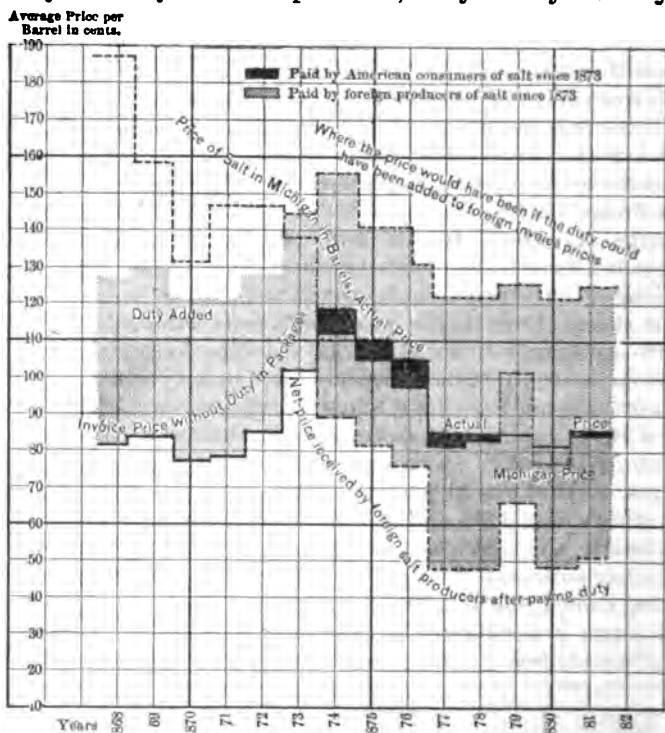 Average Price per
Barrel in cents.
190
180
170
160
150
140
130
120
110
100
90
80
70
60
50
40
30
20
10
Paid by American consumers of salt since 1873
Paid by foreign producers of salt since 1873
Price of Salt in Michigan in Barrels, Actual Price
Where the price would have been if the duty could
have been added to foreign invoice prices
Duty Added
Invoice Price Without Duty in Packages
Net price received by foreign salt producers after paying duty
Actual Price
Michigan Price
Years 1868 69 1870 71 72 73 74 1875 76 77 78 79 1880 81 82